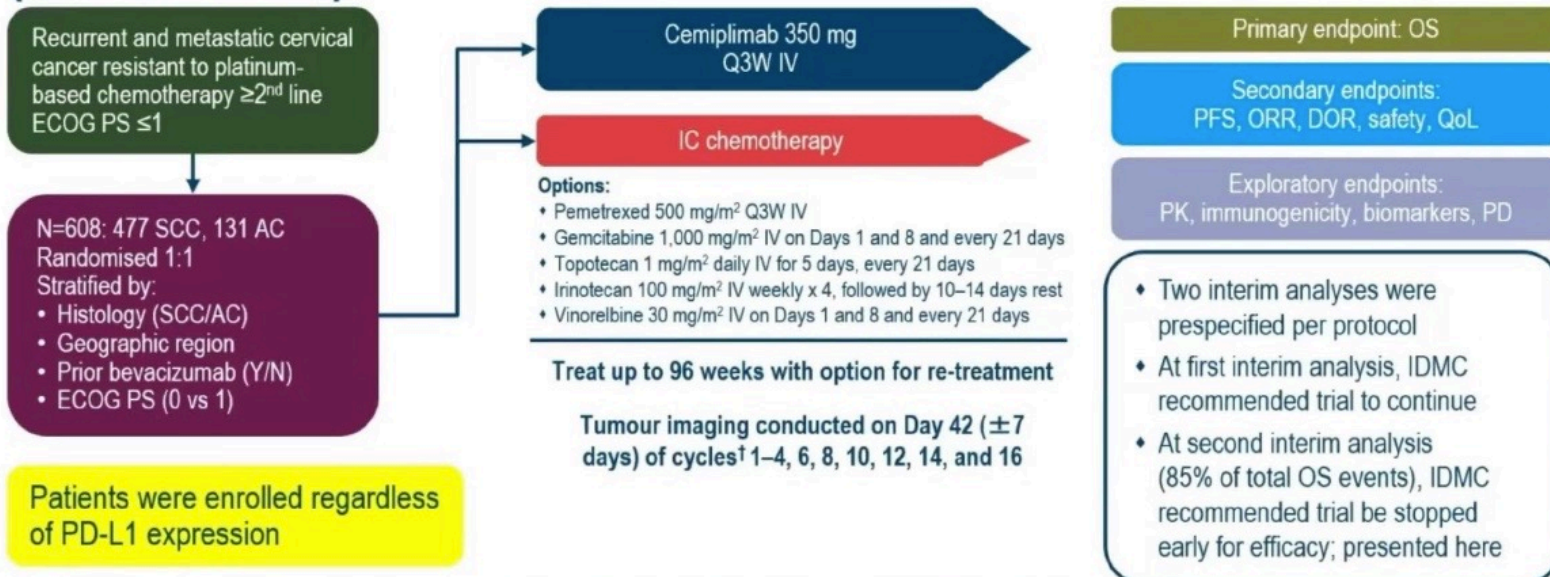 Recurrent and metastatic cervical
cancer resistant to platinum-
based chemotherapy ≥2nd line
ECOG PS ≤1
N=608: 477 SCC, 131 AC
Randomised 1:1
Stratified by:
• Histology (SCC/AC)
• Geographic region
• Prior bevacizumab (Y/N)
• ECOG PS (0 vs 1)
Patients were enrolled regardless
of PD-L1 expression
Cemiplimab 350 mg
Q3W IV
IC chemotherapy
Options:
♦ Pemetrexed 500 mg/m² Q3W IV
♦ Gemcitabine 1,000 mg/m² IV on Days 1 and 8 and every 21 days
♦ Topotecan 1 mg/m² daily IV for 5 days, every 21 days
♦ Irinotecan 100 mg/m² IV weekly x 4, followed by 10–14 days rest
♦ Vinorelbine 30 mg/m² IV on Days 1 and 8 and every 21 days
Treat up to 96 weeks with option for re-treatment
Tumour imaging conducted on Day 42 (±7
days) of cycles† 1–4, 6, 8, 10, 12, 14, and 16
Primary endpoint: OS
Secondary endpoints:
PFS, ORR, DOR, safety, QoL
Exploratory endpoints:
PK, immunogenicity, biomarkers, PD
♦ Two interim analyses were
prespecified per protocol
♦ At first interim analysis, IDMC
recommended trial to continue
♦ At second interim analysis
(85% of total OS events), IDMC
recommended trial be stopped
early for efficacy; presented here